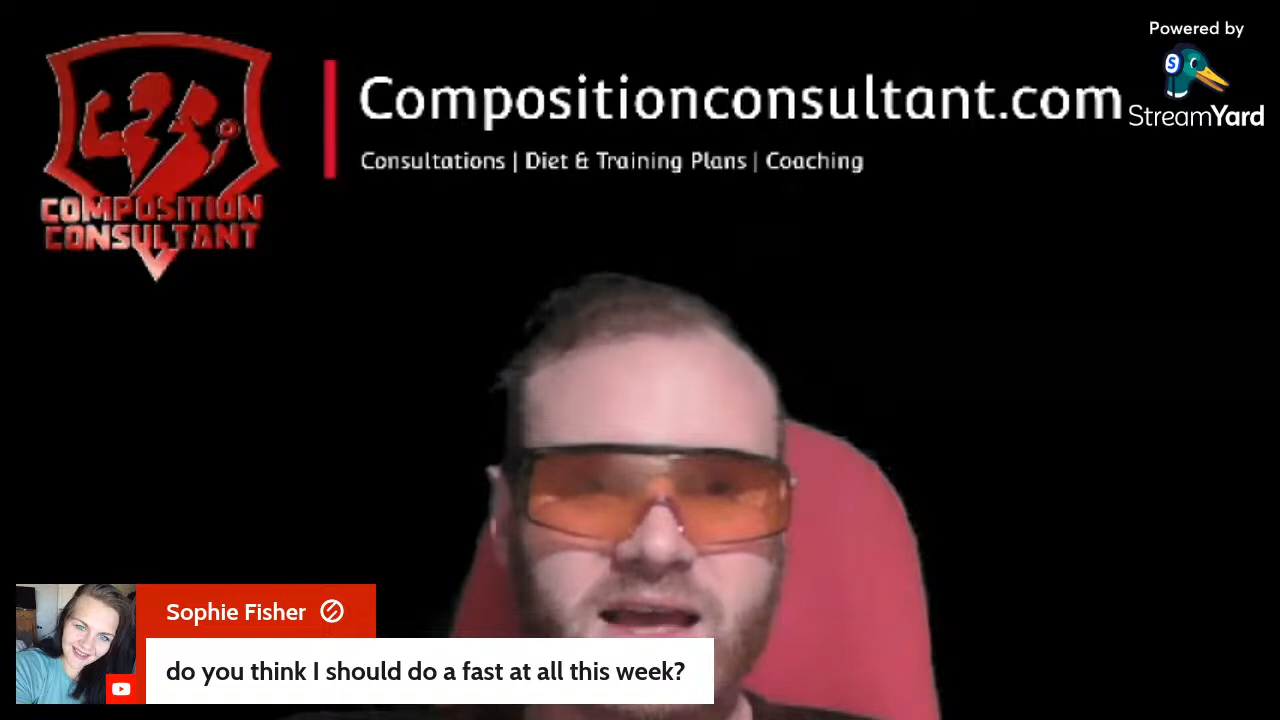 Powered by
StreamYard
Compositionconsultant.com
Consultations | Diet & Training Plans | Coaching
COMPOSITION
CONSULTANT
Sophie Fisher
do you think I should do a fast at all this week?